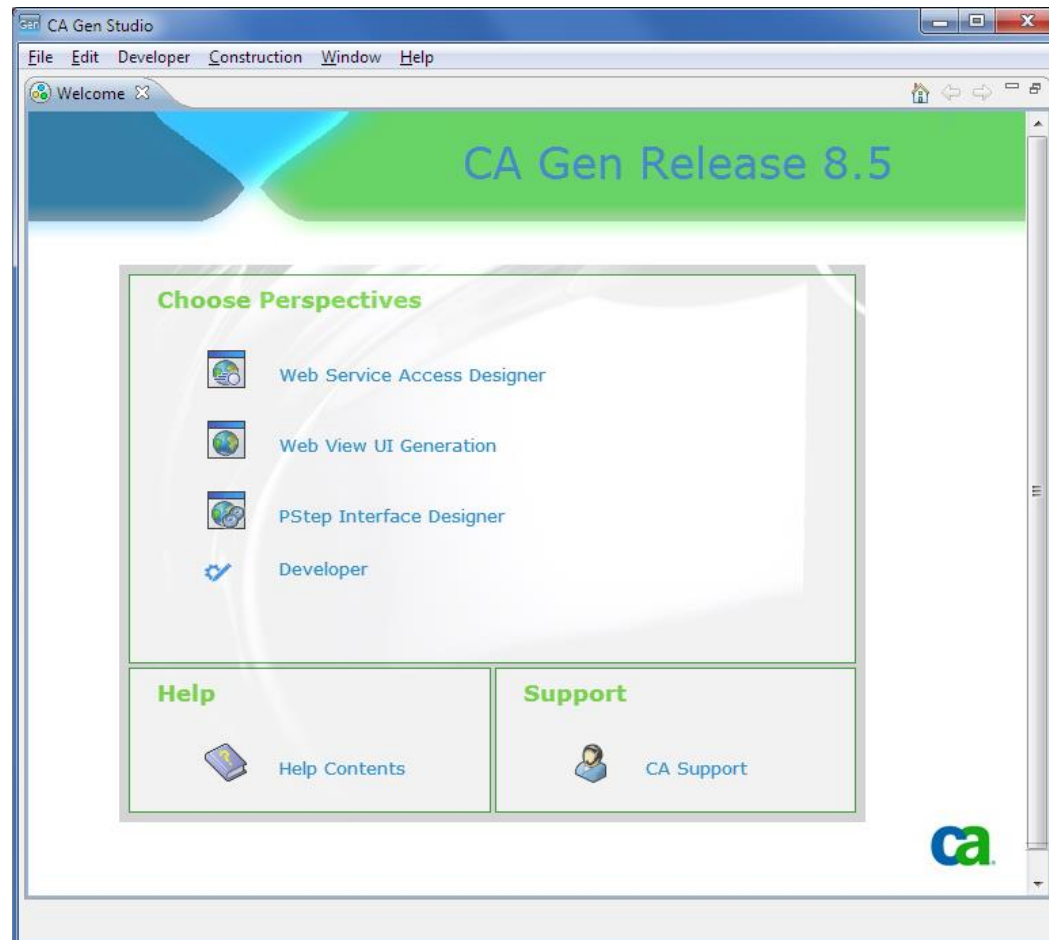 Gen CA Gen Studio
File Edit Developer Construction Window Help
Welcome
CA Gen Release 8.5
Choose Perspectives
Web Service Access Designer
Web View UI Generation
PStep Interface Designer
Developer
Help
Support
Help Contents
CA Support
ca